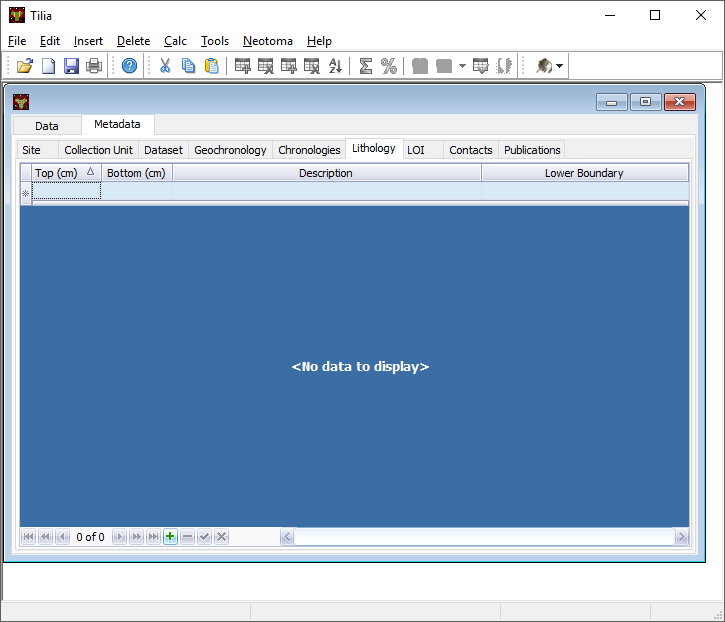 Tilia
File Edit Insert Delete Calc Tools Neotoma Help
Data Metadata
Site Collection Unit Dataset Geochronology Chronologies Lithology LOI Contacts Publications
Top (cm) Bottom (cm) Description Lower Boundary
<No data to display>
0 of 0